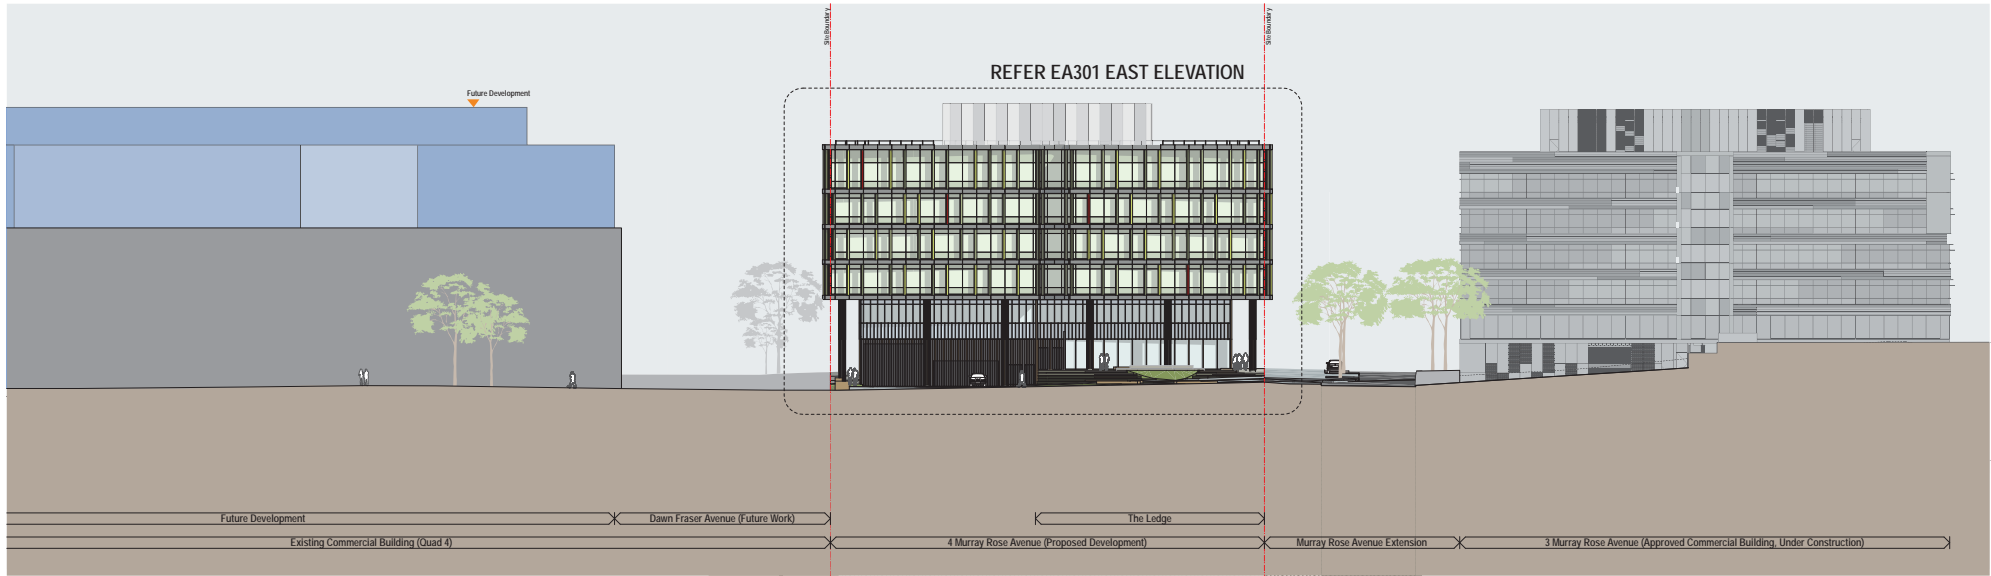 Site Boundary
Site Boundary
REFER EA301 EAST ELEVATION
Future Development
Future Development
Dawn Fraser Avenue (Future Work)
The Ledge
Existing Commercial Building (Quad 4)
4 Murray Rose Avenue (Proposed Development)
Murray Rose Avenue Extension
3 Murray Rose Avenue (Approved Commercial Building, Under Construction)